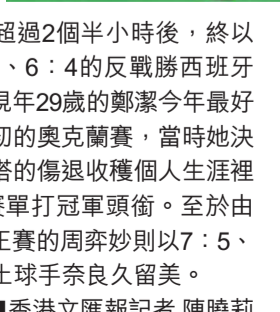 超過2個半小時後，終以
、6：4的反戰勝西班牙
現年29歲的鄭潔今年最好
初的奧克蘭賽，當時她決
塔的傷退收穫個人生涯裡
賽單打冠軍頭銜。至於由
正賽的周弈妙則以7：5、
土球手奈良久留美。
■香港文匯報記者 陳曉莉